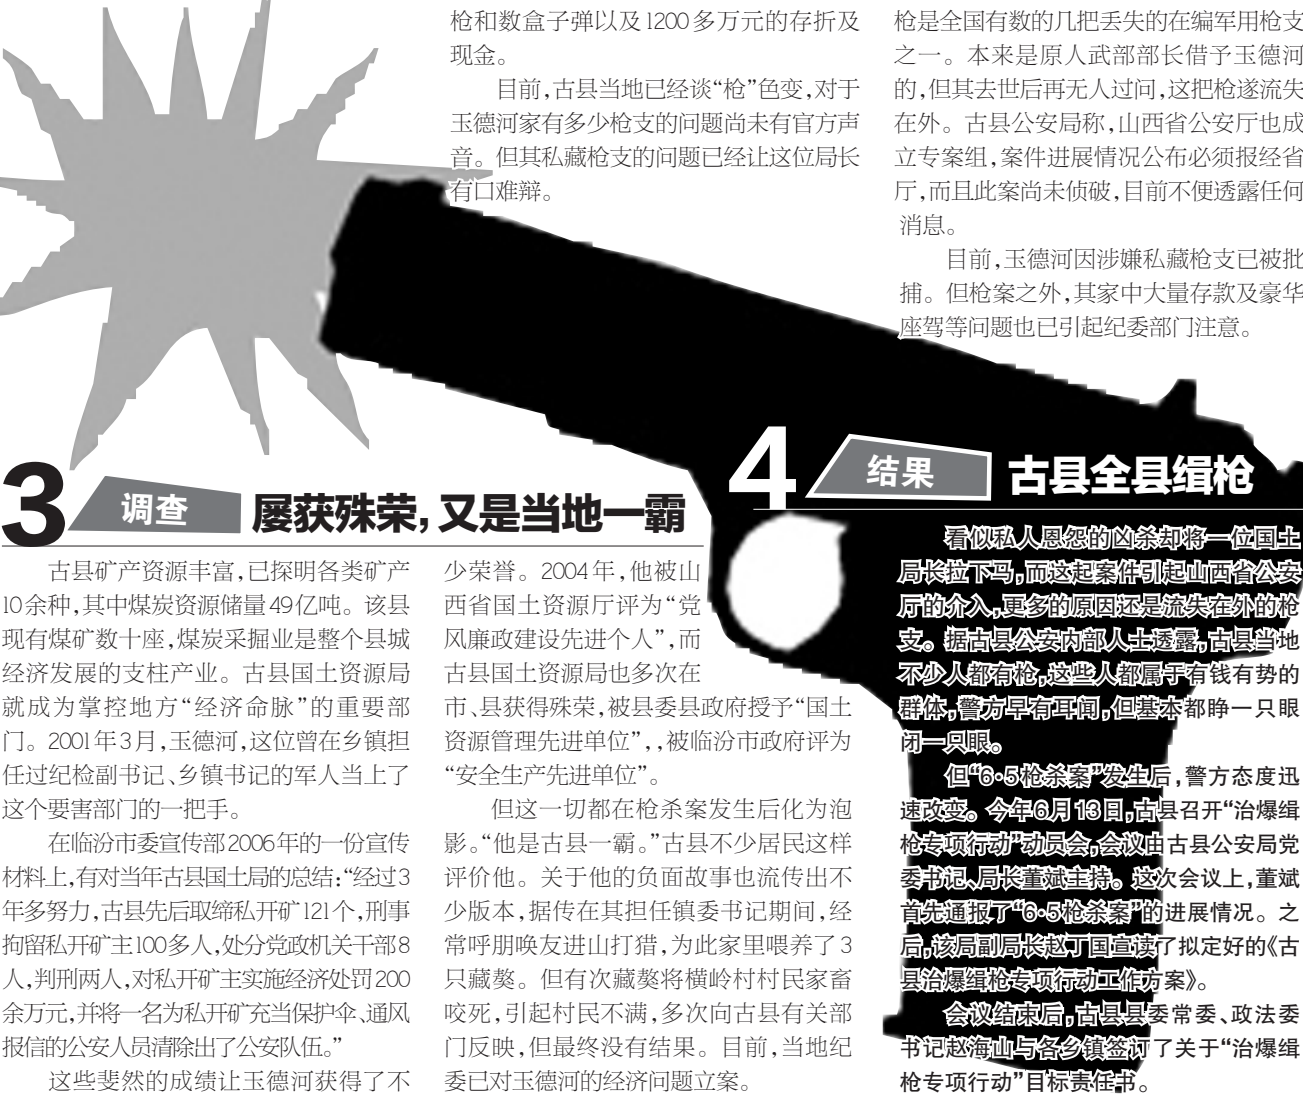 枪和数盒子弹以及1200多万元的存折及
现金。
目前,古县当地已经谈“枪”色变,对于
玉德河家有多少枪支的问题尚未有官方声
音。但其私藏枪支的问题已经让这位局长
有口难辩。
枪是全国有数的几把丢失的在编军用枪支
之一。本来是原人武部部长借予玉德河
的,但其去世后再无人过问,这把枪遂流失
在外。古县公安局称,山西省公安厅也成
立专案组,案件进展情况公布必须报经省
厅,而且此案尚未侦破,目前不便透露任何
消息。
目前,玉德河因涉嫌私藏枪支已被批
捕。但枪案之外,其家中大量存款及豪华
座驾等问题也已引起纪委部门注意。
3 调查 屡获殊荣,又是当地一霸
古县矿产资源丰富,已探明各类矿产
10余种,其中煤炭资源储量49亿吨。该县
现有煤矿数十座,煤炭采掘业是整个县城
经济发展的支柱产业。古县国土资源局
就成为掌控地方“经济命脉”的重要部
门。2001年3月,玉德河,这位曾在乡镇担
任过纪检副书记、乡镇书记的军人当上了
这个要害部门的一把手。
在临汾市委宣传部2006年的一份宣传
材料上,有对当年古县国土局的总结:“经过3
年多努力,古县先后取缔私开矿121个,刑事
拘留私开矿主100多人,处分党政机关干部8
人,判刑两人,对私开矿主实施经济处罚200
余万元,并将一名为私开矿充当保护伞、通风
报信的公安人员清除出了公安队伍。”
这些斐然的成绩让玉德河获得了不
少荣誉。2004年,他被山
西省国土资源厅评为“党
风廉政建设先进个人”,而
古县国土资源局也多次在
市、县获得殊荣,被县委县政府授予“国土
资源管理先进单位”,,被临汾市政府评为
“安全生产先进单位”。
但这一切都在枪杀案发生后化为泡
影。“他是古县一霸。”古县不少居民这样
评价他。关于他的负面故事也流传出不
少版本,据传在其担任镇委书记期间,经
常呼朋唤友进山打猎,为此家里喂养了3
只藏獒。但有次藏獒将横岭村村民家畜
咬死,引起村民不满,多次向古县有关部
门反映,但最终没有结果。目前,当地纪
委已对玉德河的经济问题立案。
4 结果 古县全县缉枪
看似私人恩怨的凶杀却将一位国土
局长拉下马,而这起案件引起山西省公安
厅的介入,更多的原因还是流失在外的枪
支。据古县公安内部人士透露,古县当地
不少人都有枪,这些人都属于有钱有势的
群体,警方早有耳闻,但基本都睁一只眼
闭一只眼。
但“6·5枪杀案”发生后,警方态度迅
速改变。今年6月13日,古县召开“治爆缉
枪专项行动”动员会,会议由古县公安局党
委书记、局长董斌主持。这次会议上,董斌
首先通报了“6·5枪杀案”的进展情况。之
后,该局副局长赵丁国宣读了拟定好的《古
县治爆缉枪专项行动工作方案》。
会议结束后,古县县委常委、政法委
书记赵海山与各乡镇签订了关于“治爆缉
枪专项行动”目标责任书。